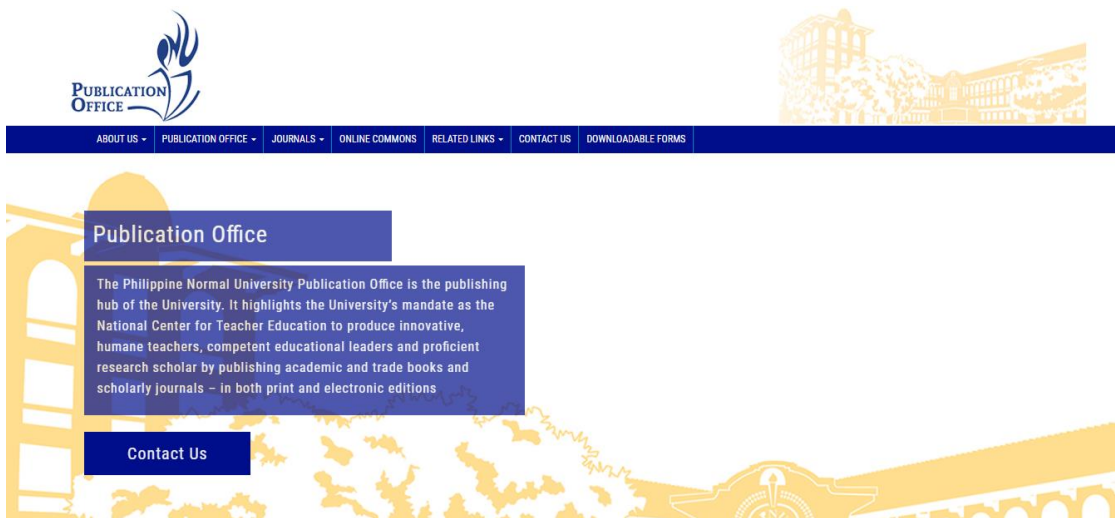 PNU
PUBLICATION
OFFICE
ABOUT US
PUBLICATION OFFICE
JOURNALS
ONLINE COMMONS
RELATED LINKS
CONTACT US
DOWNLOADABLE FORMS
Publication Office
The Philippine Normal University Publication Office is the publishing
hub of the University. It highlights the University’s mandate as the
National Center for Teacher Education to produce innovative,
humane teachers, competent educational leaders and proficient
research scholar by publishing academic and trade books and
scholarly journals – in both print and electronic editions
Contact Us